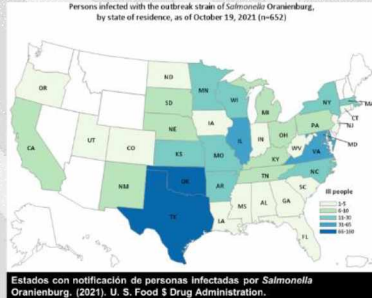 Persons infected with the outbreak strain of Salmonella Oranienburg,
by state of residence, as of October 19, 2021 (n=652)
ND
OR
MN
SD
WI
NY
MA
MI
CT
IA
NE
PA
NJ
OH
IL
IN
UT
CO
WV
MD
VA
CA
KS
MO
KY
NC
TN
OK
AR
NM
SC
MS
AL
GA
TX
LA
FL
Ill people
1-5
6-10
11-30
31-65
66-160
Estados con notificación de personas infectadas por Salmonella
Oranienburg. (2021). U. S. Food $ Drug Administration.